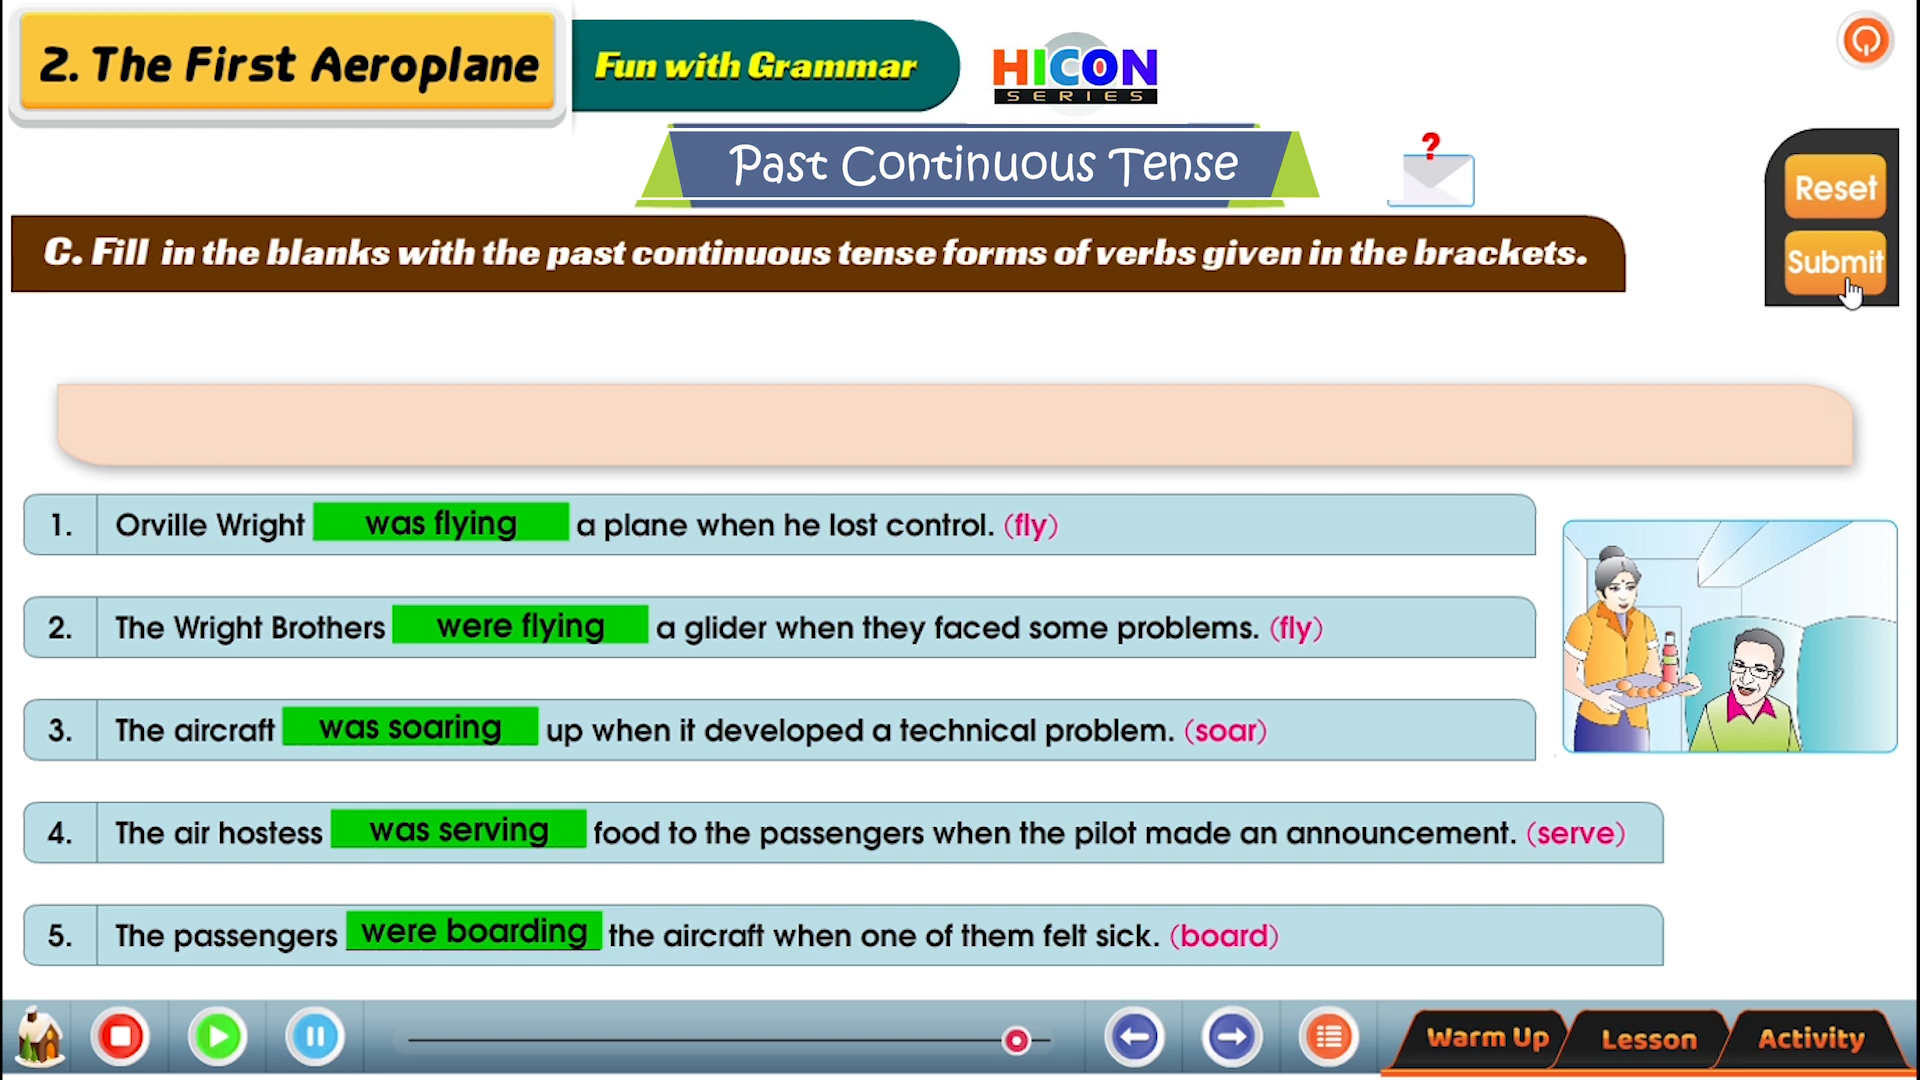 2. The First Aeroplane
Fun with Grammar
HICON
SERIES
Past Continuous Tense
?
Reset
Submit
C. Fill in the blanks with the past continuous tense forms of verbs given in the brackets.
1. Orville Wright was flying a plane when he lost control. (fly)
2. The Wright Brothers were flying a glider when they faced some problems. (fly)
3. The aircraft was soaring up when it developed a technical problem. (soar)
4. The air hostess was serving food to the passengers when the pilot made an announcement. (serve)
5. The passengers were boarding the aircraft when one of them felt sick. (board)
Warm Up
Lesson
Activity